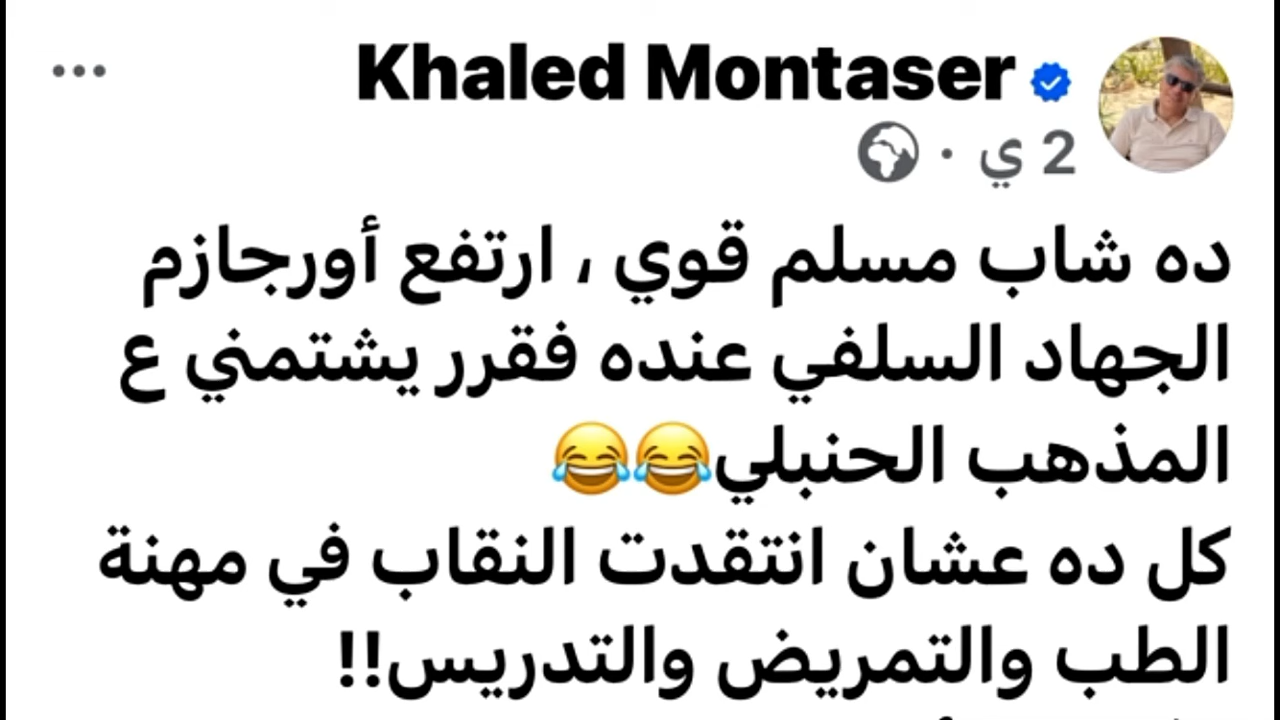 Khaled Montaser
2 ي ·
ده شاب مسلم قوي ، ارتفع أورجازم
الجهاد السلفي عنده فقرر يشتمني ع
المذهب الحنبلي😂😂
كل ده عشان انتقدت النقاب في مهنة
الطب والتمريض والتدريس!!